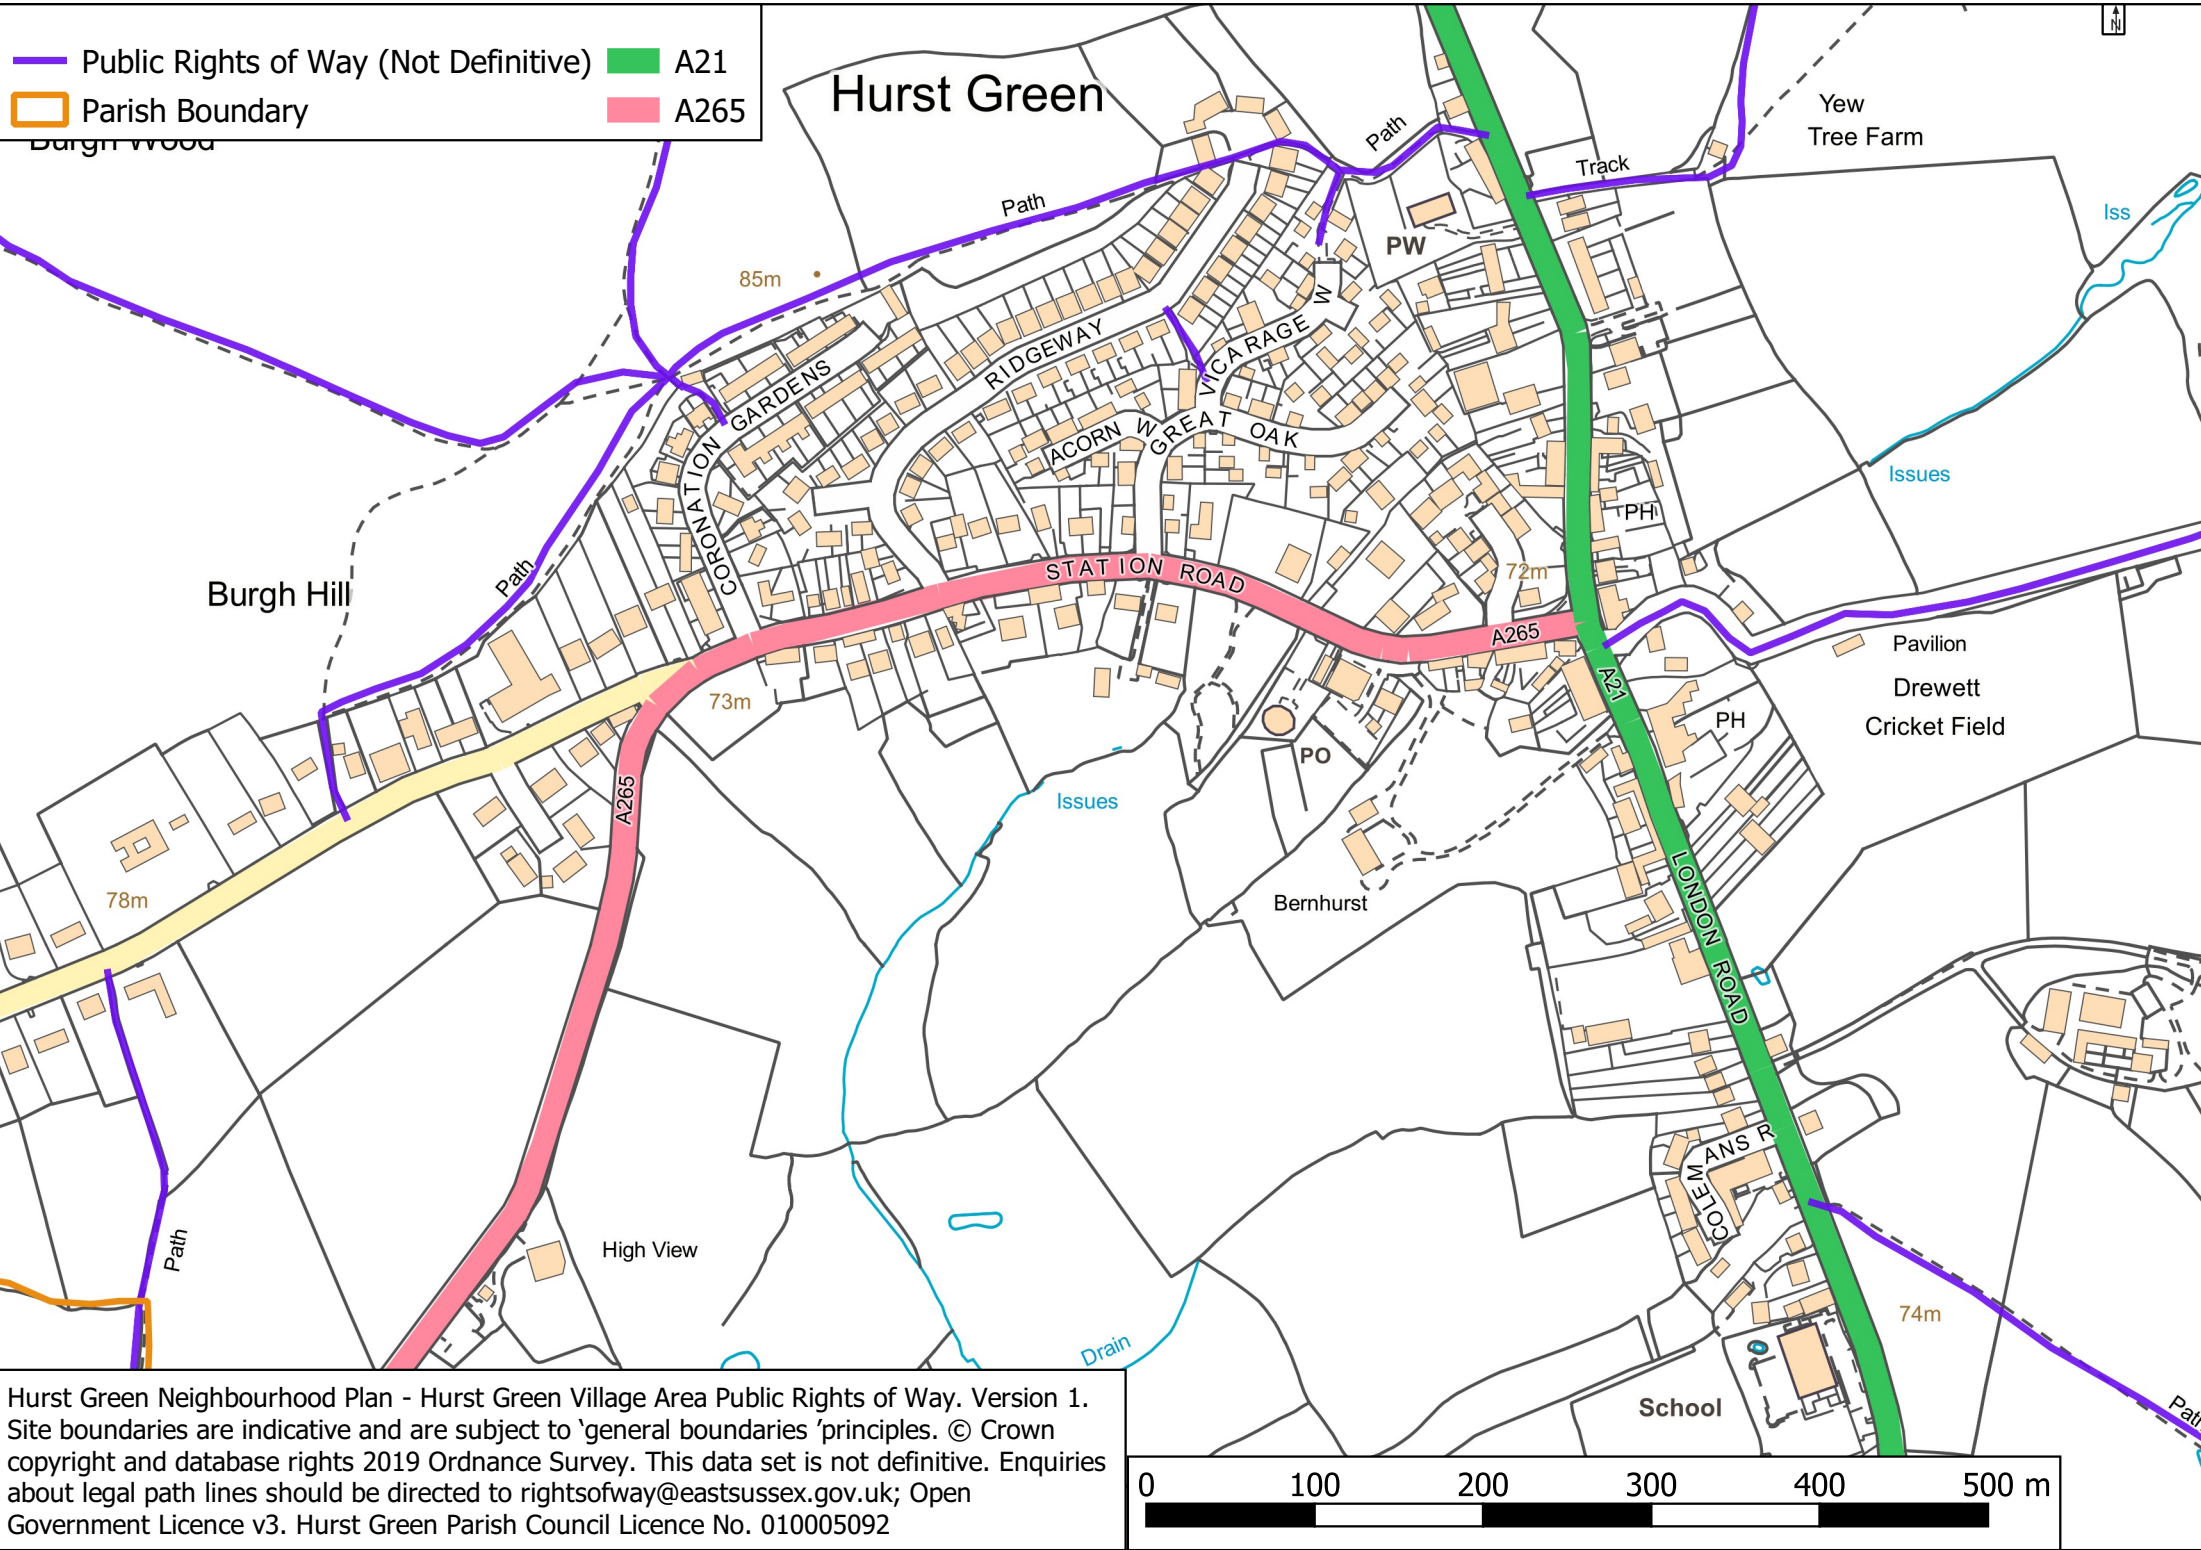 Public Rights of Way (Not Definitive)
A21
Parish Boundary
A265
Burgh Wood
Hurst Green
N
Yew
Tree Farm
Path
Track
Path
Iss
PW
85m
W
VICARAGE
RIDGEWAY
CORONATION GARDENS
ACORN W
GREAT OAK
Issues
PH
STATION ROAD
72m
Path
Burgh Hill
A265
A21
Pavilion
Drewett
Cricket Field
73m
PH
PO
A265
Issues
78m
Bernhurst
LONDON ROAD
COLEMANS R
Path
High View
74m
Drain
School
Path
Hurst Green Neighbourhood Plan - Hurst Green Village Area Public Rights of Way. Version 1.
Site boundaries are indicative and are subject to ‘general boundaries ’principles. © Crown
copyright and database rights 2019 Ordnance Survey. This data set is not definitive. Enquiries
about legal path lines should be directed to rightsofway@eastsussex.gov.uk; Open
Government Licence v3. Hurst Green Parish Council Licence No. 010005092
0 100 200 300 400 500 m